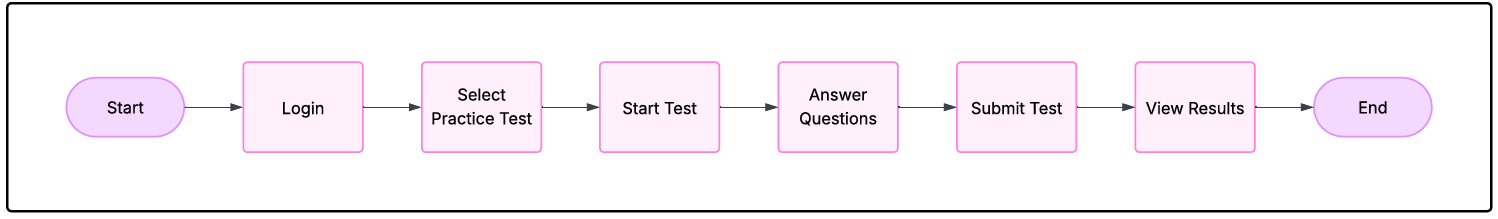 Start
Login
Select
Practice Test
Start Test
Answer
Questions
Submit Test
View Results
End